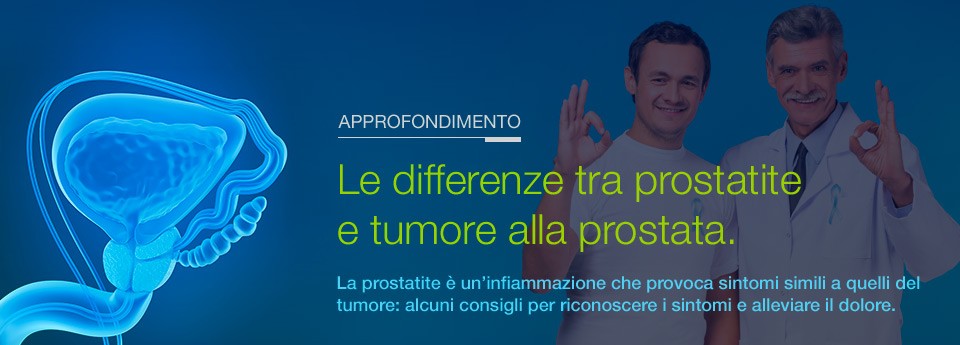 APPROFONDIMENTO
Le differenze tra prostatite
e tumore alla prostata.
La prostatite è un'infiammazione che provoca sintomi simili a quelli del
tumore: alcuni consigli per riconoscere i sintomi e alleviare il dolore.